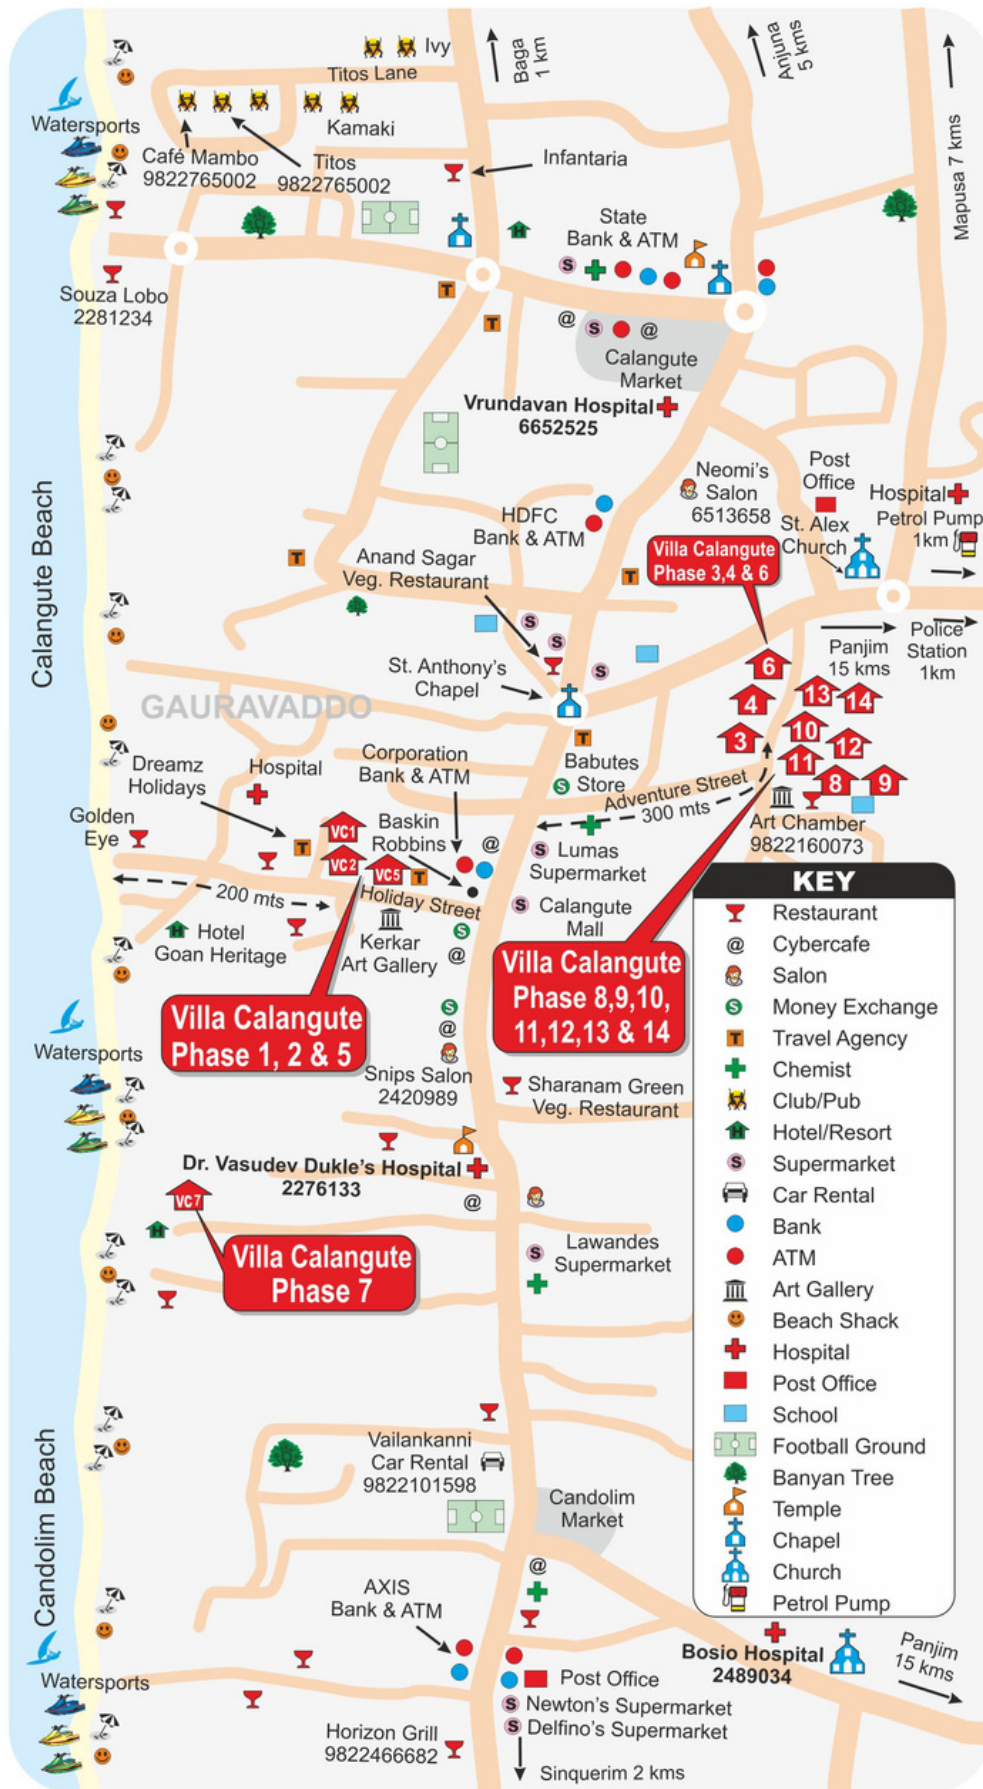 Ivy
Titos Lane
Baga
1 km
Anjuna
5 kms
Mapusa 7 kms
Watersports
Kamaki
Café Mambo
9822765002
Titos
9822765002
Infantaria
State
Bank & ATM
Souza Lobo
2281234
Calangute
Market
Vrundavan Hospital
6652525
Calangute Beach
Neomi's
Salon
6513658
Post
Office
Hospital
Petrol Pump
1km
St. Alex
Church
HDFC
Bank & ATM
Villa Calangute
Phase 3,4 & 6
Anand Sagar
Veg. Restaurant
St. Anthony's
Chapel
Panjim
15 kms
Police
Station
1km
6
4
3
13
14
10
12
11
8
9
GAURAVADDO
Corporation
Bank & ATM
Babutes
Store
Adventure Street
300 mts
Dreamz
Holidays
Hospital
Golden
Eye
Baskin
Robbins
VC1
VC2
VC5
Lumas
Supermarket
Art Chamber
9822160073
200 mts
Holiday Street
Calangute
Mall
Hotel
Goan Heritage
Kerkar
Art Gallery
Villa Calangute
Phase 1, 2 & 5
Villa Calangute
Phase 8,9,10,
11,12,13 & 14
Watersports
Snips Salon
2420989
Sharanam Green
Veg. Restaurant
Dr. Vasudev Dukle's Hospital
2276133
VC7
Villa Calangute
Phase 7
Lawandes
Supermarket
Candolim Beach
Vailankanni
Car Rental
9822101598
Candolim
Market
AXIS
Bank & ATM
Watersports
Post Office
Newton's Supermarket
Delfino's Supermarket
Horizon Grill
9822466682
Sinquerim 2 kms
Bosio Hospital
2489034
Panjim
15 kms
KEY
Restaurant
@ Cybercafe
Salon
S Money Exchange
T Travel Agency
Chemist
Club/Pub
H Hotel/Resort
S Supermarket
Car Rental
Bank
ATM
Art Gallery
Beach Shack
Hospital
Post Office
School
Football Ground
Banyan Tree
Temple
Chapel
Church
Petrol Pump